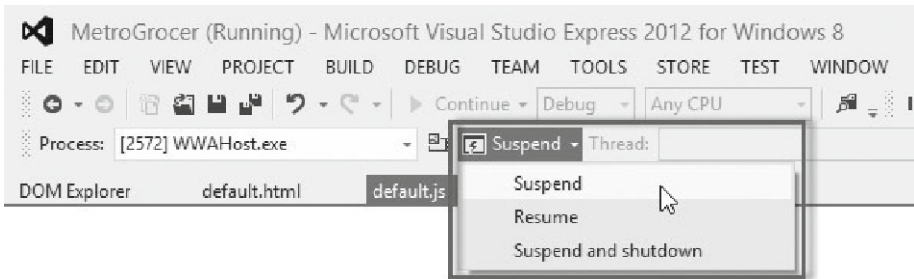 MetroGrocer (Running) - Microsoft Visual Studio Express 2012 for Windows 8
FILE EDIT VIEW PROJECT BUILD DEBUG TEAM TOOLS STORE TEST WINDOW
Continue Debug Any CPU
Process: [2572] WWAHost.exe Suspend Thread:
DOM Explorer default.html default.js
Suspend
Resume
Suspend and shutdown